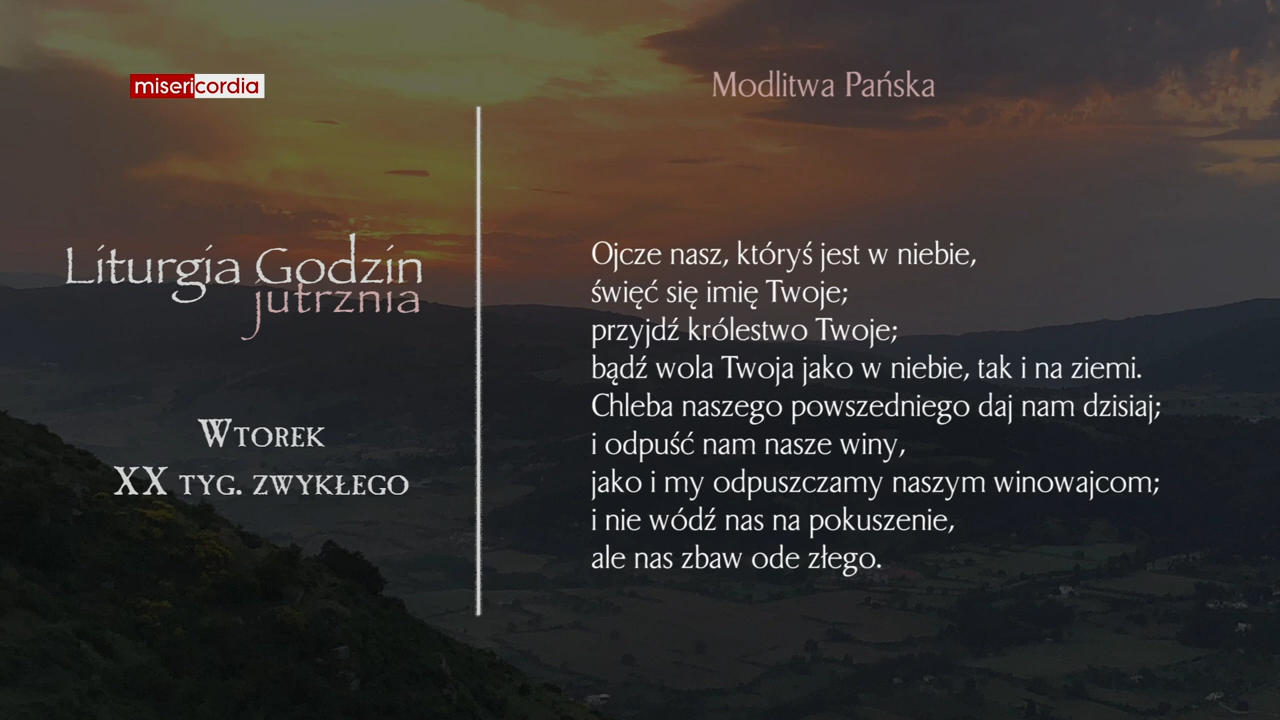 misericordia
Liturgia Godzin
jutrznia
Wtorek
XX tyg. zwykłego
Modlitwa Pańska
Ojcze nasz, któryś jest w niebie,
święć się imię Twoje;
przyjdź królestwo Twoje;
bądź wola Twoja jako w niebie, tak i na ziemi.
Chleba naszego powszedniego daj nam dzisiaj;
i odpuść nam nasze winy,
jako i my odpuszczamy naszym winowajcom;
i nie wódź nas na pokuszenie,
ale nas zbaw ode złego.